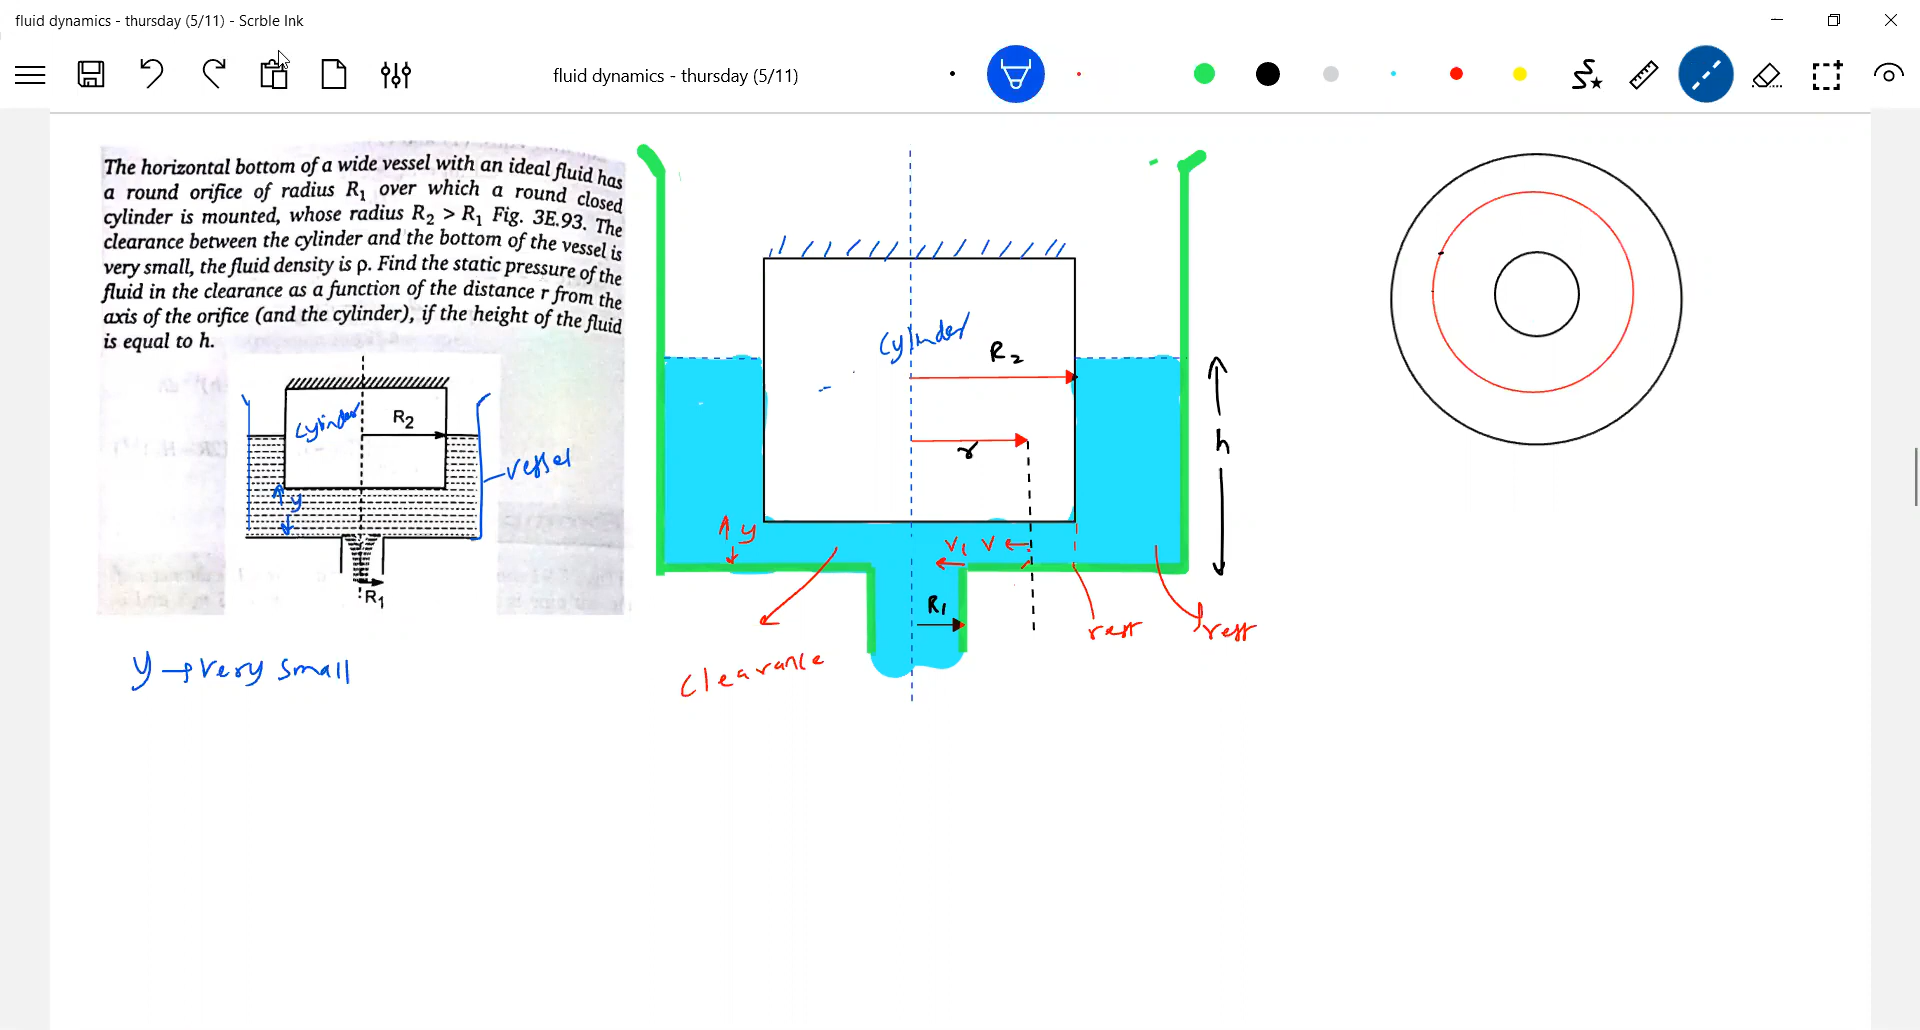 fluid dynamics - thursday (5/11) - Scrble Ink
fluid dynamics - thursday (5/11)
The horizontal bottom of a wide vessel with an ideal fluid has
a round orifice of radius R₁ over which a round closed
cylinder is mounted, whose radius R₂ > R₁ Fig. 3E.93. The
clearance between the cylinder and the bottom of the vessel is
very small, the fluid density is ρ. Find the static pressure of the
fluid in the clearance as a function of the distance r from the
axis of the orifice (and the cylinder), if the height of the fluid
is equal to h.
cylinder
R₂
vessel
y
R₁
y → very small
cylinder
R₂
r
h
y
V₁ V
R₁
rest
rest
Clearance